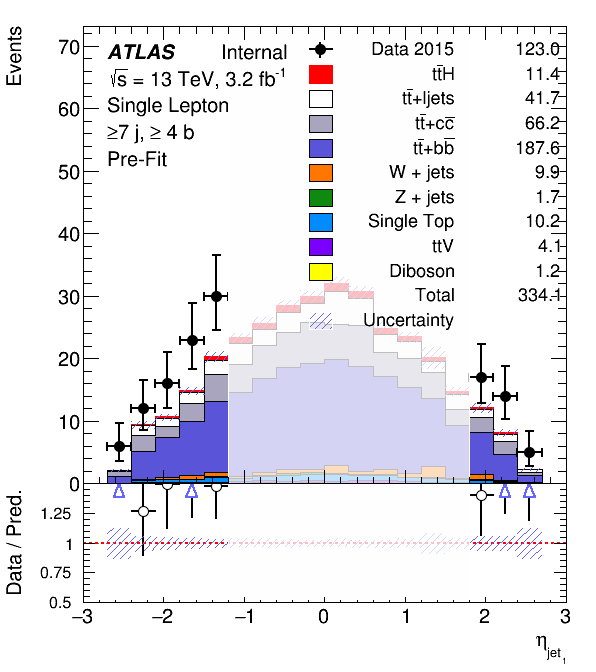 Events
70
60
50
40
30
20
10
0
ATLAS Internal
√s = 13 TeV, 3.2 fb⁻¹
Single Lepton
≥7 j, ≥ 4 b
Pre-Fit
Data 2015 123.0
tt̄H 11.4
tt̄+ljets 41.7
tt̄+cc̄ 66.2
tt̄+bb̄ 187.6
W + jets 9.9
Z + jets 1.7
Single Top 10.2
ttV 4.1
Diboson 1.2
Total 334.1
Uncertainty
Data / Pred.
1.25
1
0.75
0.5
−3 −2 −1 0 1 2 3
η_jet₁